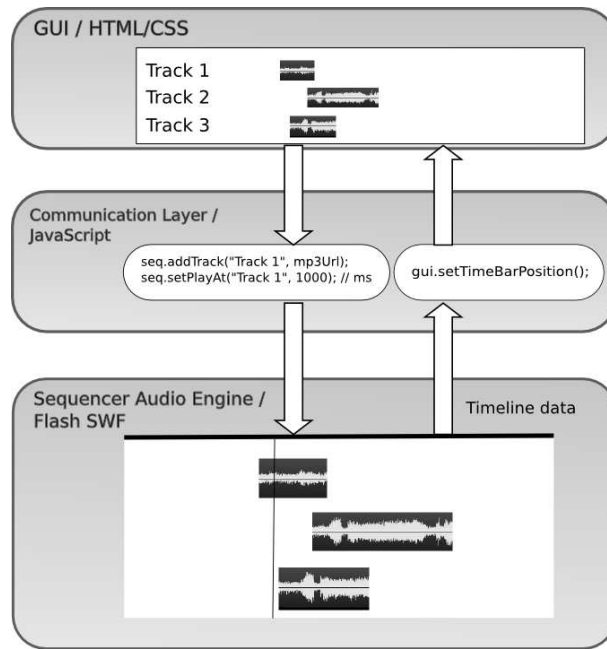 GUI / HTML/CSS
Track 1
Track 2
Track 3
Communication Layer /
JavaScript
seq.addTrack("Track 1", mp3Url);
seq.setPlayAt("Track 1", 1000); // ms
gui.setTimeBarPosition();
Sequencer Audio Engine /
Flash SWF
Timeline data